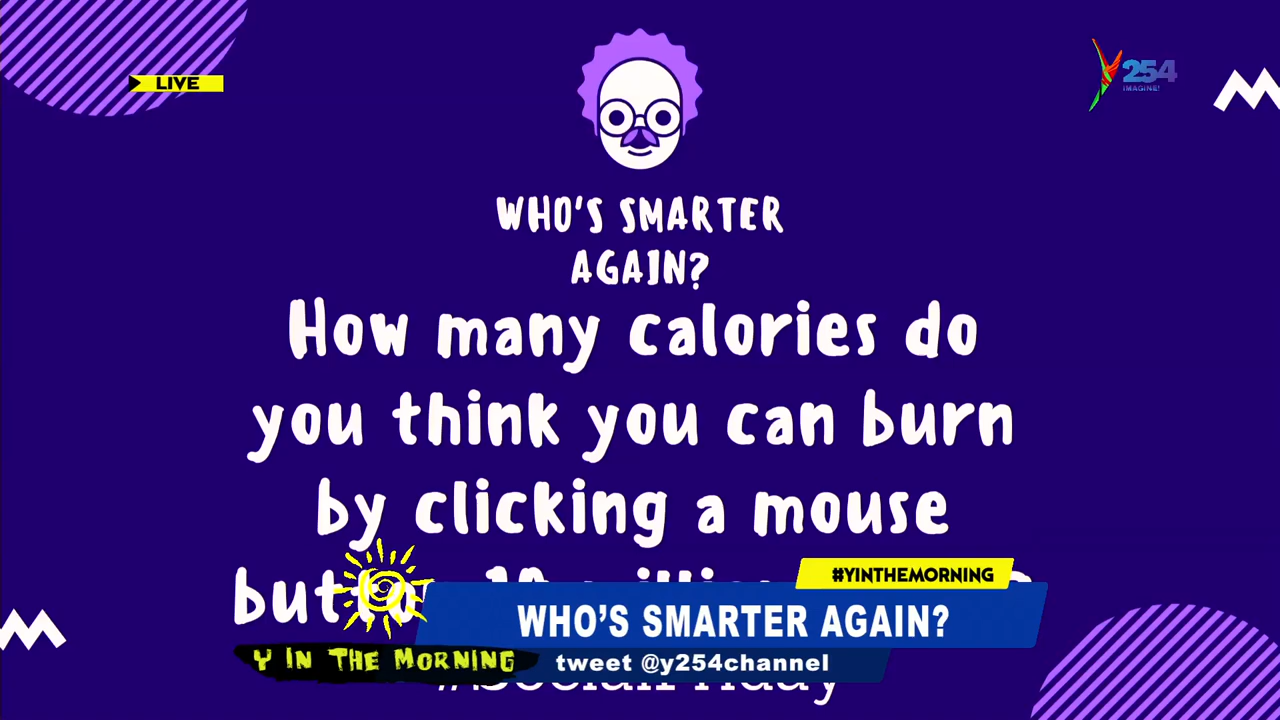 LIVE
254
IMAGINE!
WHO'S SMARTER
AGAIN?
How many calories do
you think you can burn
by clicking a mouse
#YINTHEMORNING
WHO'S SMARTER AGAIN?
Y IN THE MORNING
tweet @y254channel